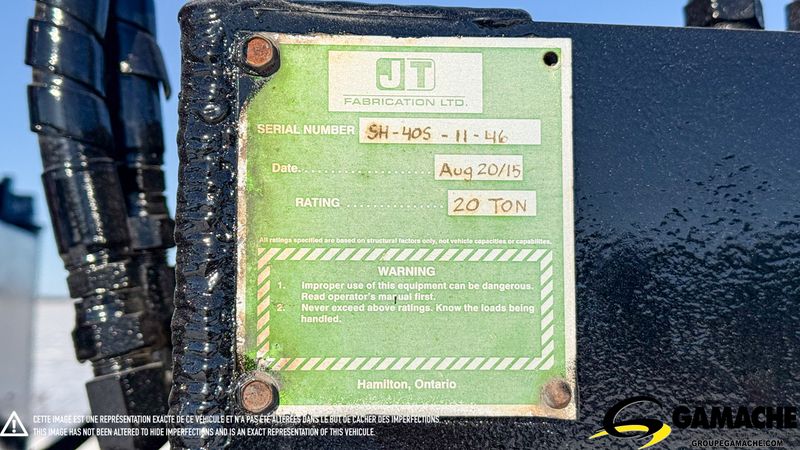 JT
FABRICATION LTD.
SERIAL NUMBER SH-40S-11-46
Date................ Aug 20/15
RATING .................. 20 TON
All ratings specified are based on structural factors only, not vehicle capacities or capabilites.
WARNING
1. Improper use of this equipment can be dangerous.
Read operator's manual first.
2. Never exceed above ratings. Know the loads being
handled.
Hamilton, Ontario
CETTE IMAGE EST UNE REPRÉSENTATION EXACTE DE CE VÉHICULE ET N'A PAS ÉTÉ ALTÉRÉES DANS LE BUT DE CACHER DES IMPERFECTIONS
THIS IMAGE HAS NOT BEEN ALTERED TO HIDE IMPERFECTIONS AND IS AN EXACT REPRESENTATION OF THIS VEHICLE.
GAMACHE
GROUPEGAMACHE.COM